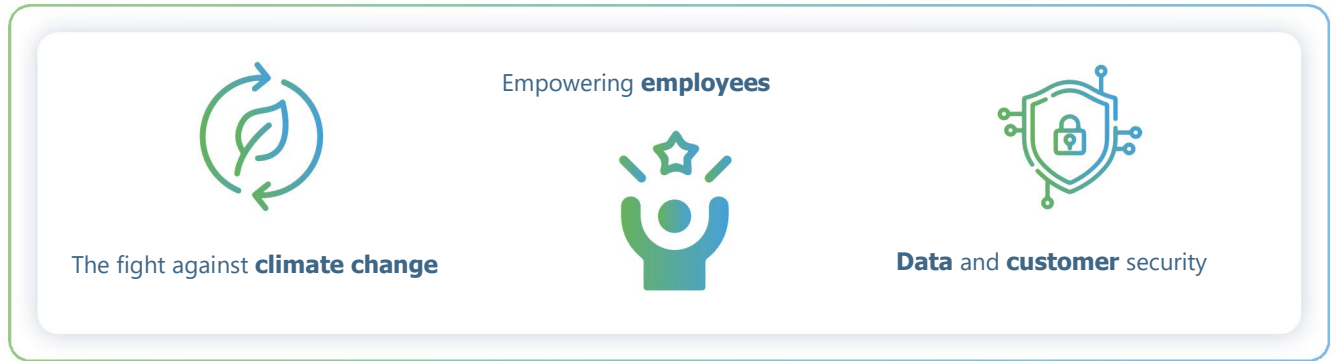 The fight against climate change
Empowering employees
Data and customer security